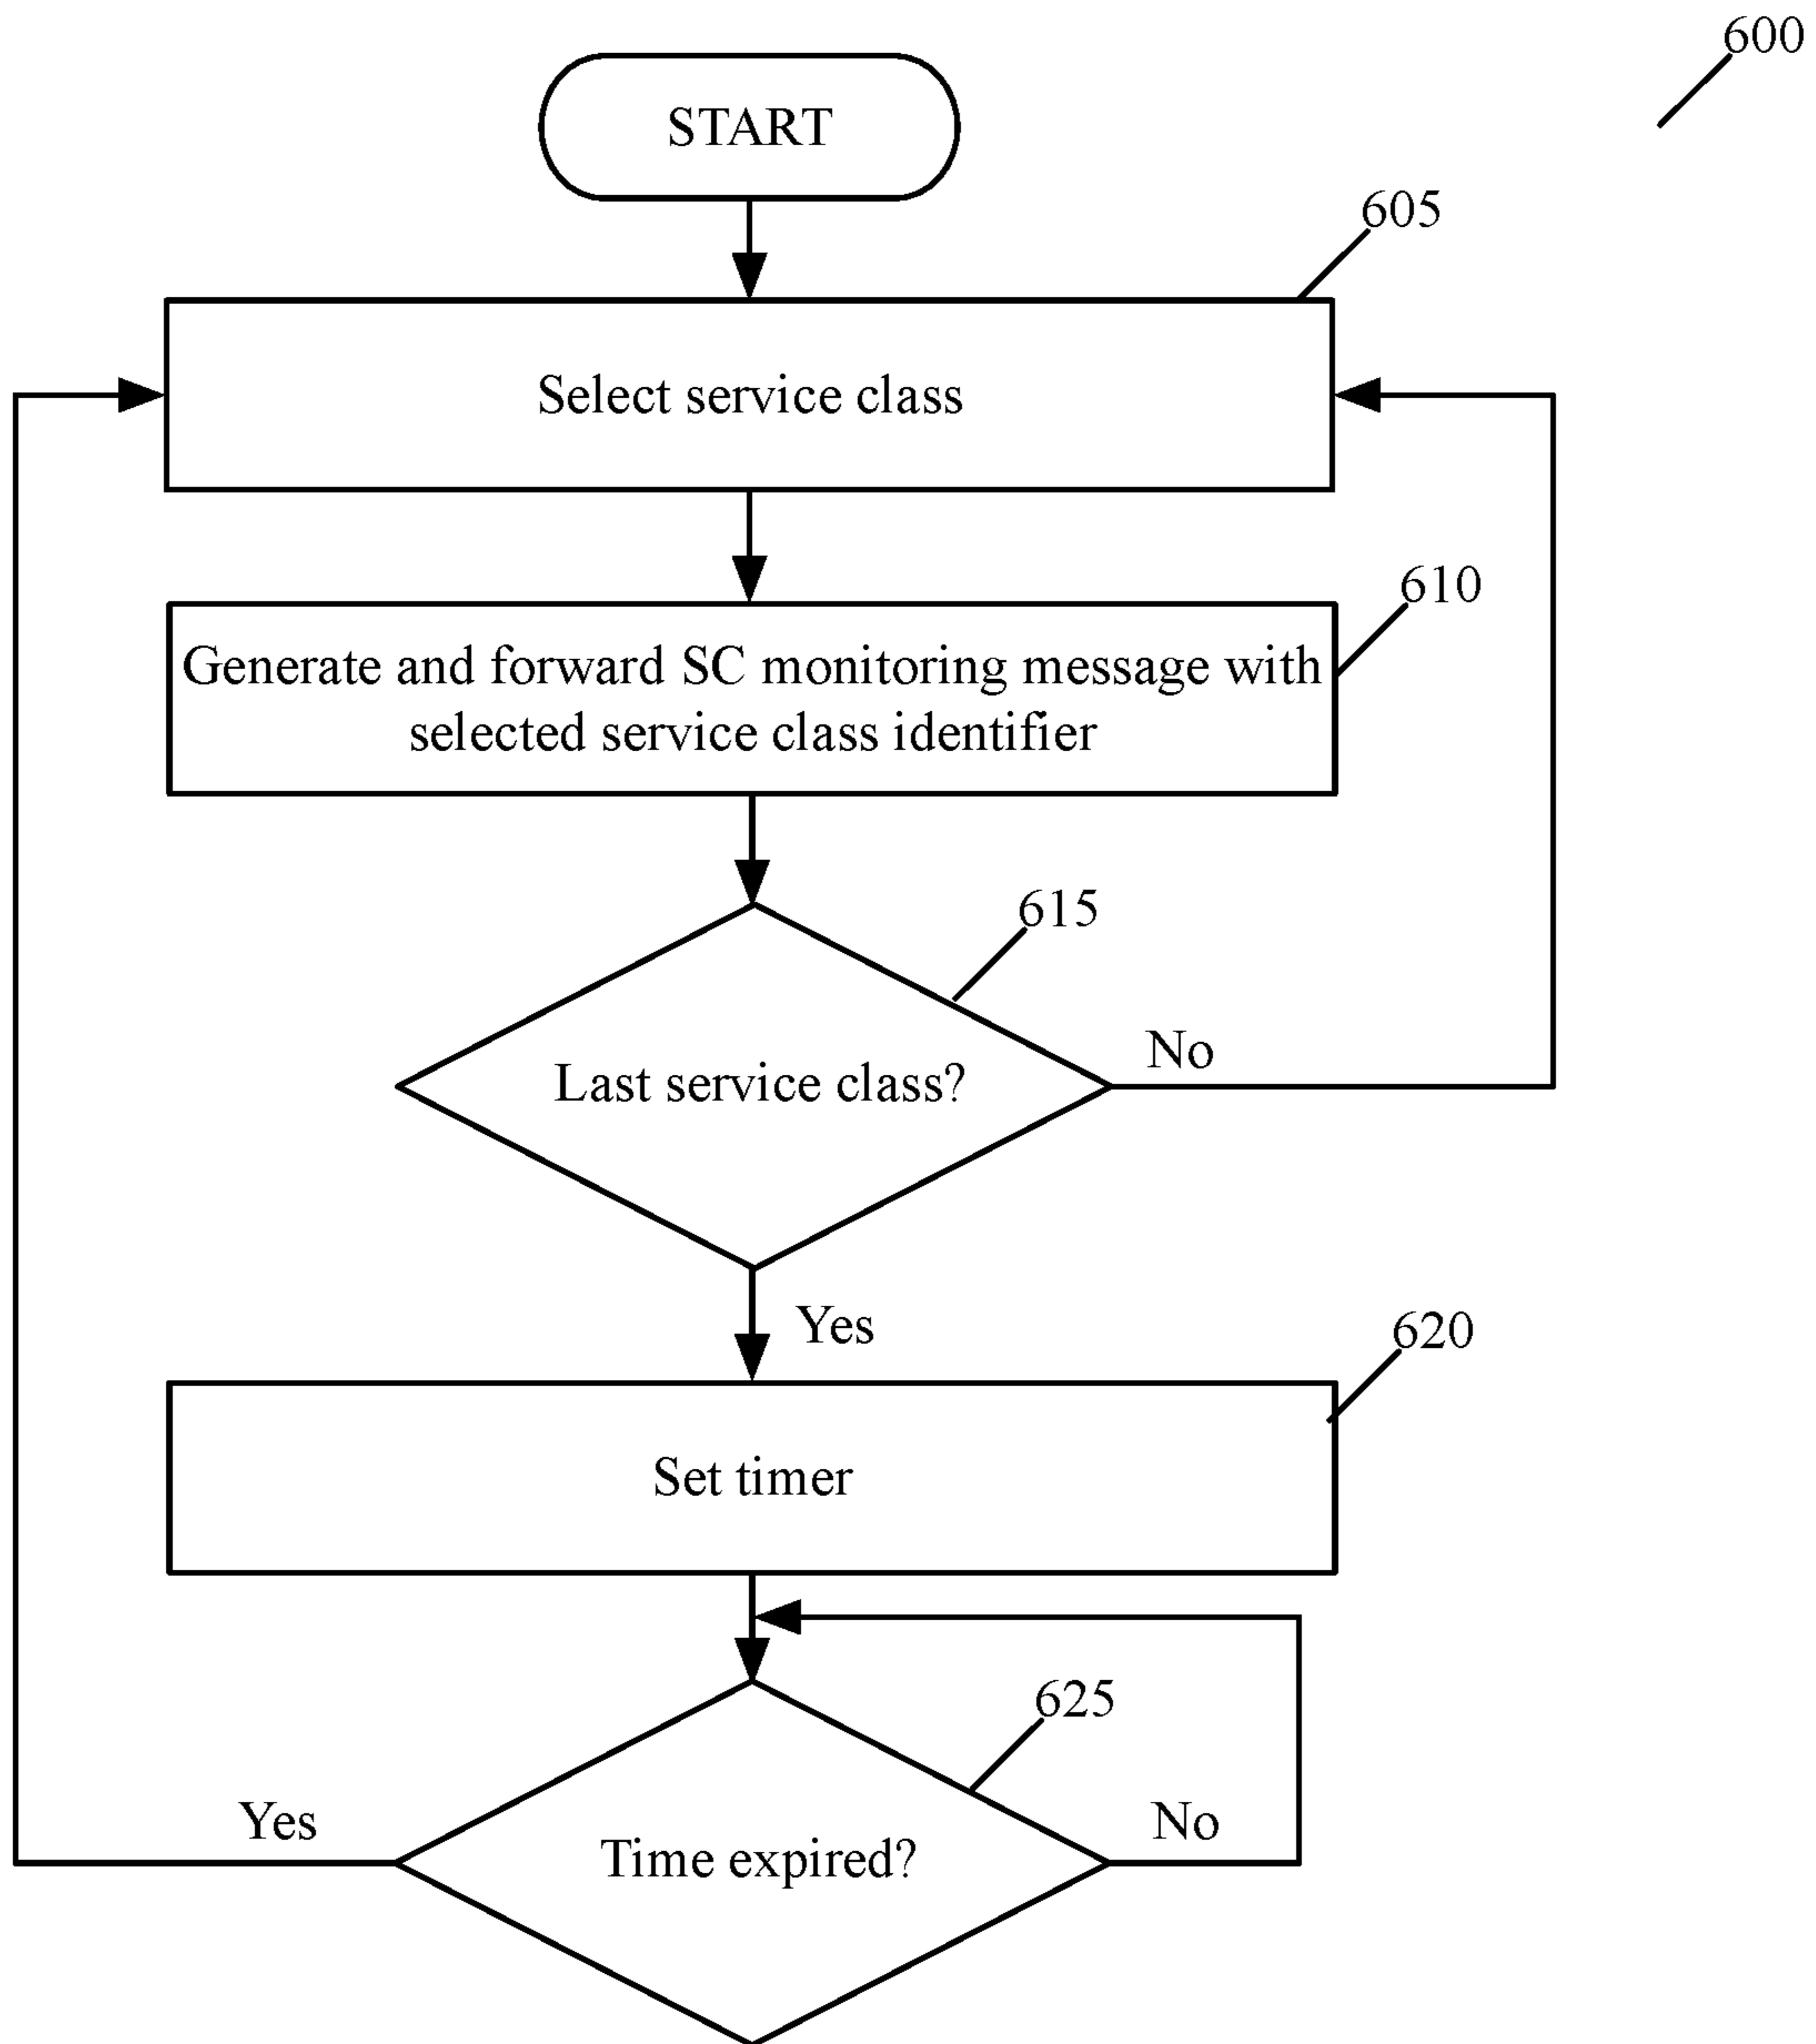 600
START
605
Select service class
610
Generate and forward SC monitoring message with
selected service class identifier
615
Last service class?
No
Yes
620
Set timer
625
Yes
Time expired?
No